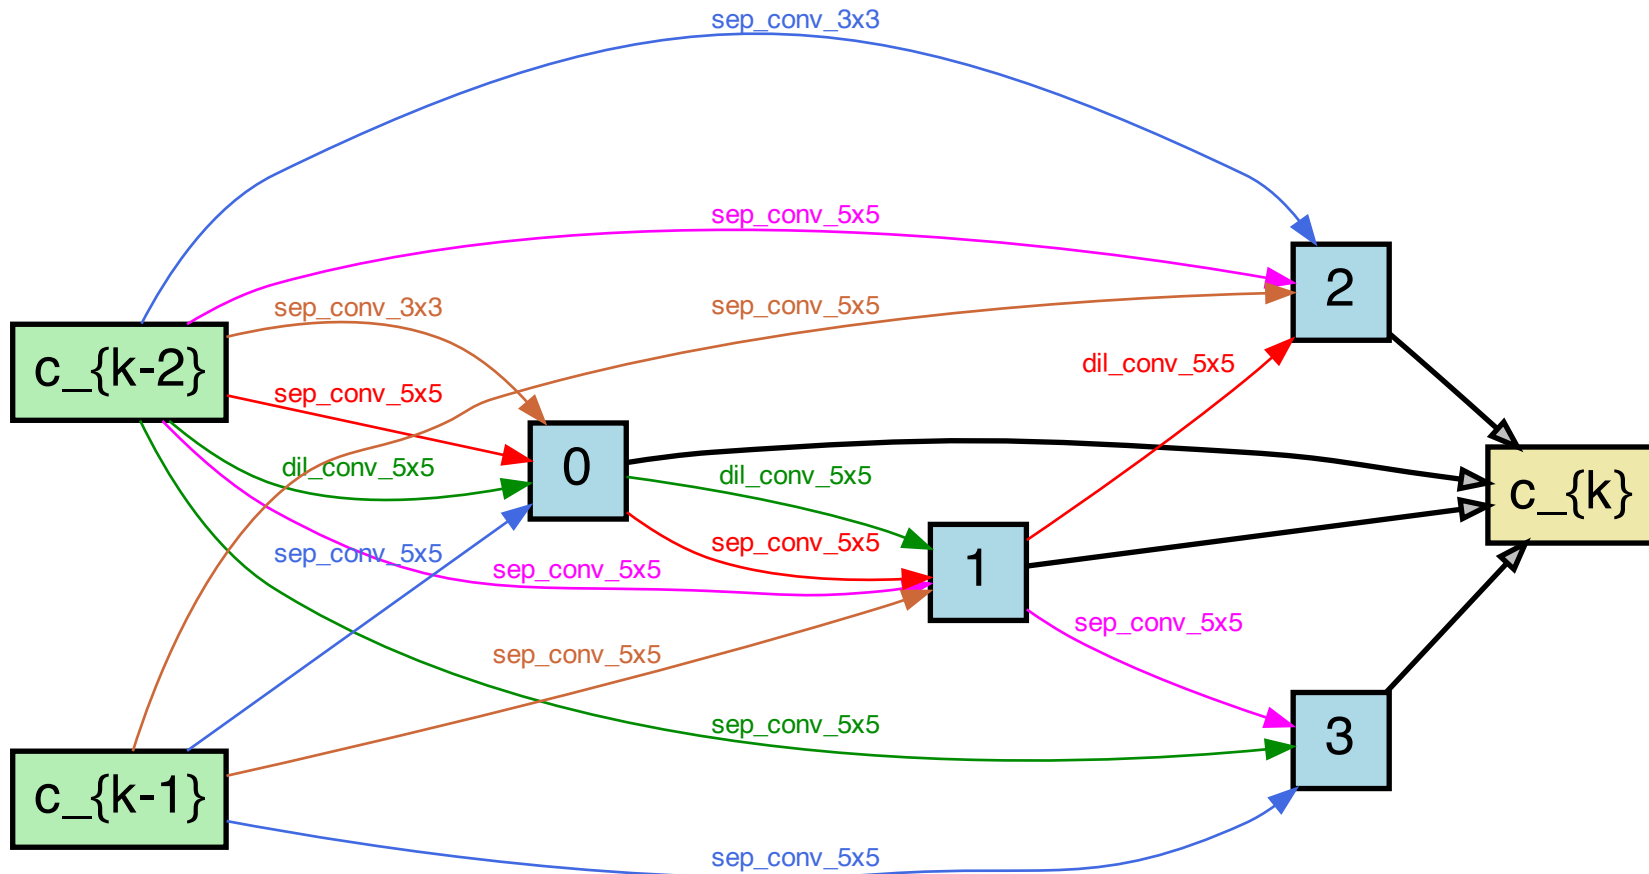 sep_conv_3x3
sep_conv_5x5
sep_conv_3x3
sep_conv_5x5
2
c_{k-2}
dil_conv_5x5
sep_conv_5x5
dil_conv_5x5
0
dil_conv_5x5
c_{k}
sep_conv_5x5
sep_conv_5x5
sep_conv_5x5
1
sep_conv_5x5
sep_conv_5x5
sep_conv_5x5
3
c_{k-1}
sep_conv_5x5